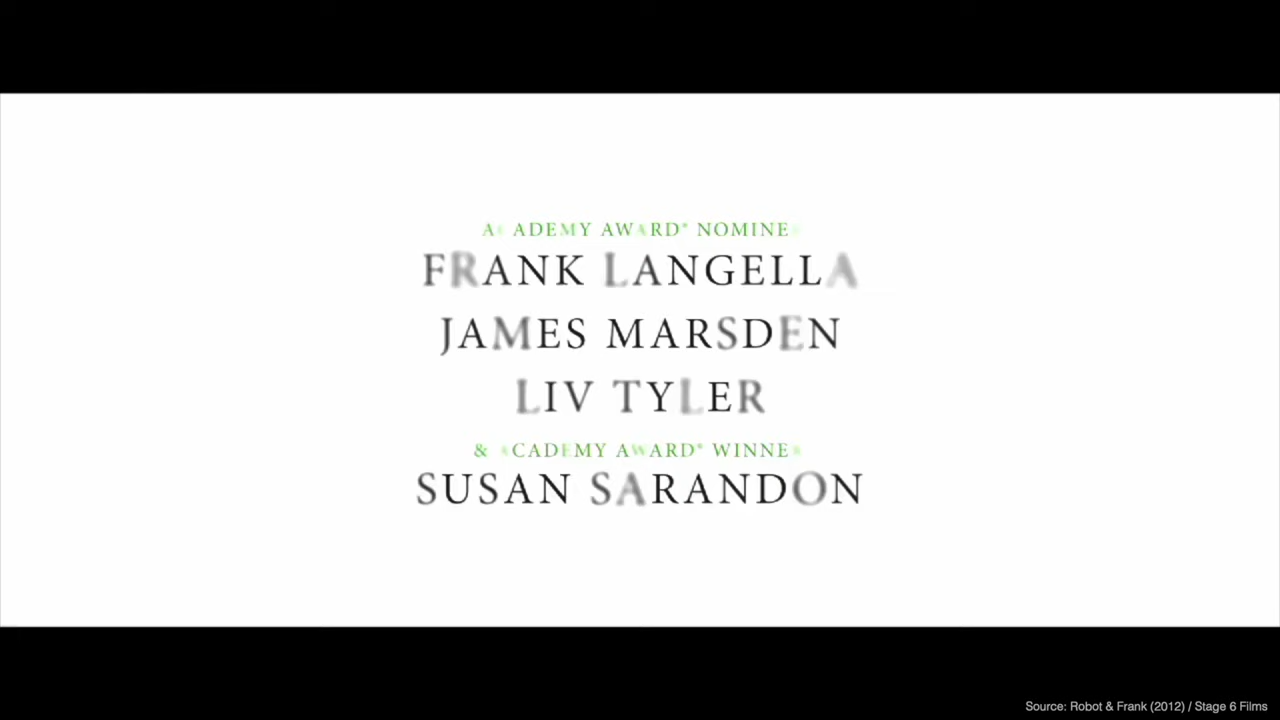 ACADEMY AWARD® NOMINEE
FRANK LANGELLA
JAMES MARSDEN
LIV TYLER
& ACADEMY AWARD® WINNER
SUSAN SARANDON
Source: Robot & Frank (2012) / Stage 6 Films